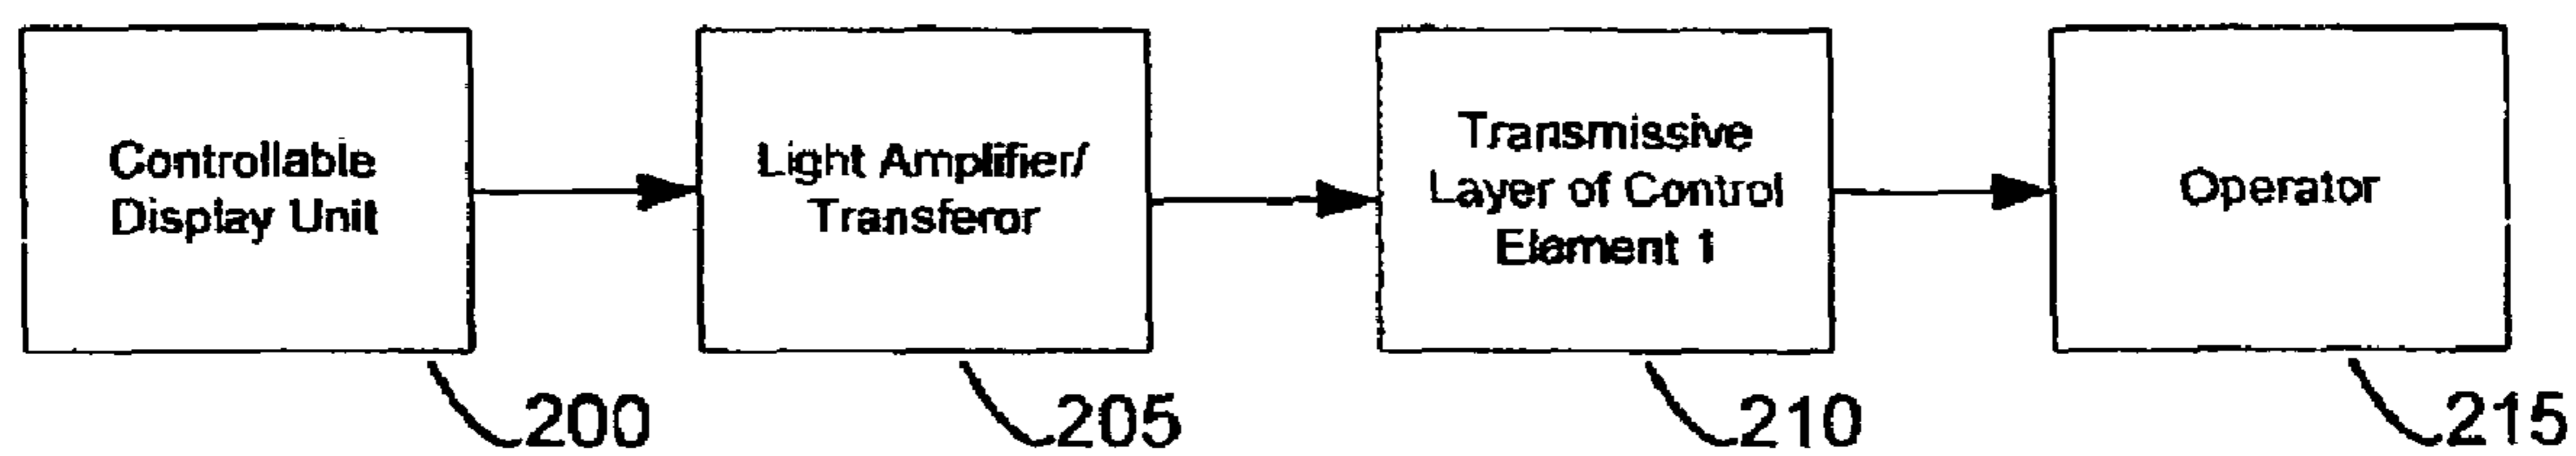 Controllable
Display Unit
Light Amplifier/
Transferor
Transmissive
Layer of Control
Element 1
Operator
200
205
210
215